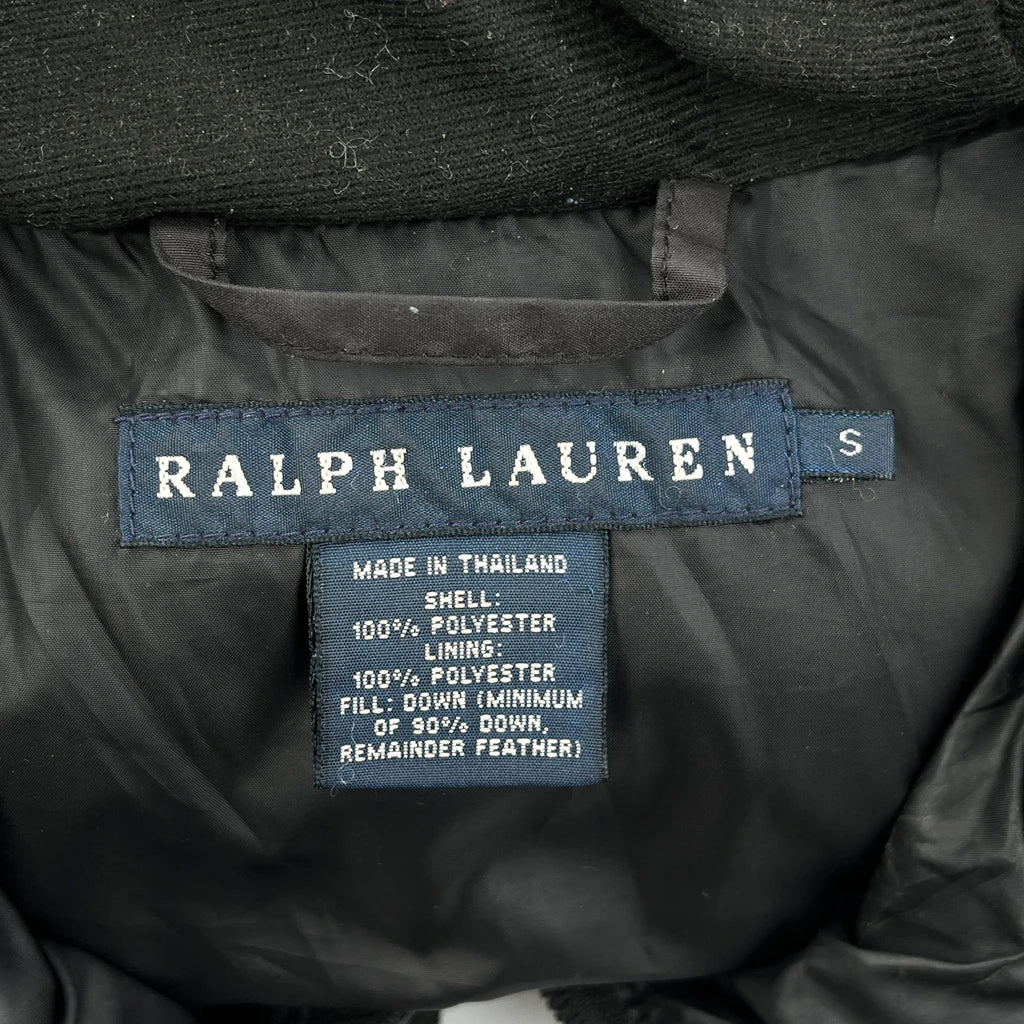 RALPH LAUREN S
MADE IN THAILAND
SHELL:
100% POLYESTER
LINING:
100% POLYESTER
FILL: DOWN (MINIMUM
OF 90% DOWN,
REMAINDER FEATHER)